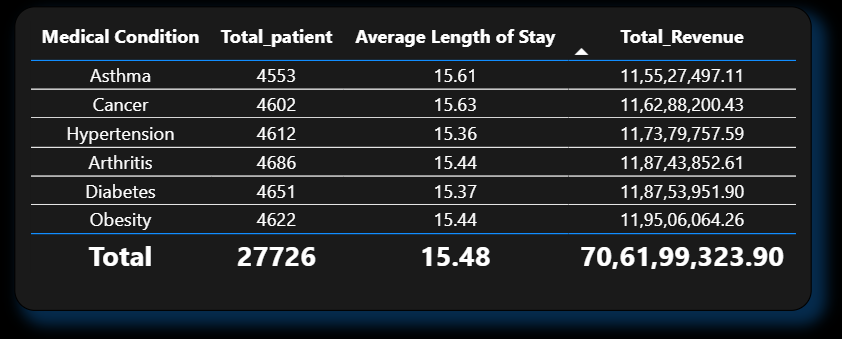 Medical Condition Total_patient Average Length of Stay Total_Revenue
Asthma 4553 15.61 11,55,27,497.11
Cancer 4602 15.63 11,62,88,200.43
Hypertension 4612 15.36 11,73,79,757.59
Arthritis 4686 15.44 11,87,43,852.61
Diabetes 4651 15.37 11,87,53,951.90
Obesity 4622 15.44 11,95,06,064.26
Total 27726 15.48 70,61,99,323.90